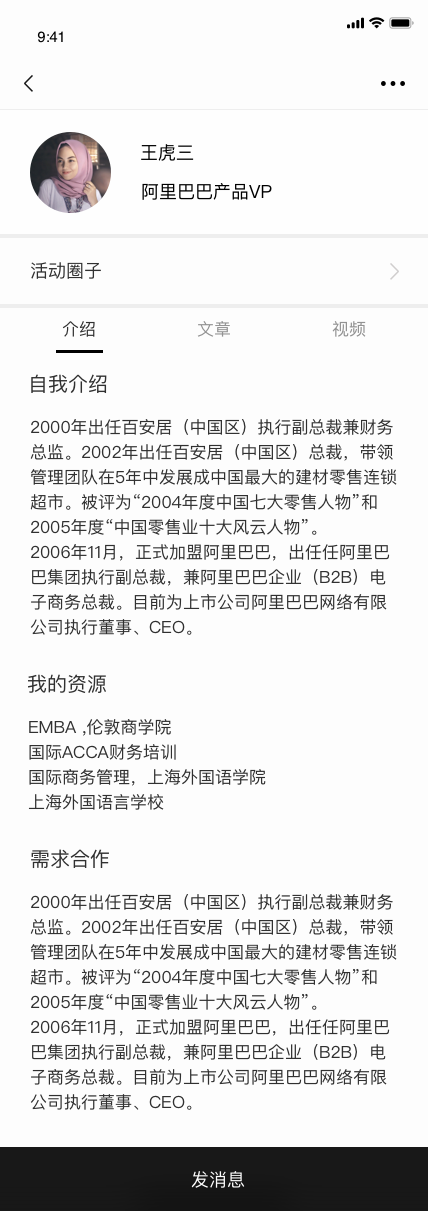 9:41
王虎三
阿里巴巴产品VP
活动圈子
介绍 文章 视频
自我介绍
2000年出任百安居（中国区）执行副总裁兼财务
总监。2002年出任百安居（中国区）总裁，带领
管理团队在5年中发展成中国最大的建材零售连锁
超市。被评为“2004年度中国七大零售人物”和
2005年度“中国零售业十大风云人物”。
2006年11月，正式加盟阿里巴巴，出任任阿里巴
巴集团执行副总裁，兼阿里巴巴企业（B2B）电
子商务总裁。目前为上市公司阿里巴巴网络有限
公司执行董事、CEO。
我的资源
EMBA ,伦敦商学院
国际ACCA财务培训
国际商务管理，上海外国语学院
上海外国语言学校
需求合作
2000年出任百安居（中国区）执行副总裁兼财务
总监。2002年出任百安居（中国区）总裁，带领
管理团队在5年中发展成中国最大的建材零售连锁
超市。被评为“2004年度中国七大零售人物”和
2005年度“中国零售业十大风云人物”。
2006年11月，正式加盟阿里巴巴，出任任阿里巴
巴集团执行副总裁，兼阿里巴巴企业（B2B）电
子商务总裁。目前为上市公司阿里巴巴网络有限
公司执行董事、CEO。
发消息